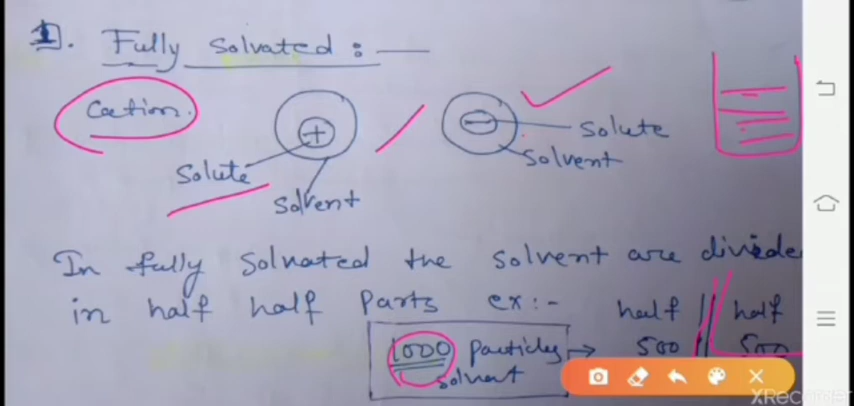 1. Fully Solvated : —
Cation.
+
Solute
Solvent
−
Solute
Solvent
In fully Solvated the solvent are divide
in half half Parts ex:- half || half
1000 Particles → 500 || 500
Solvent
XRecorder